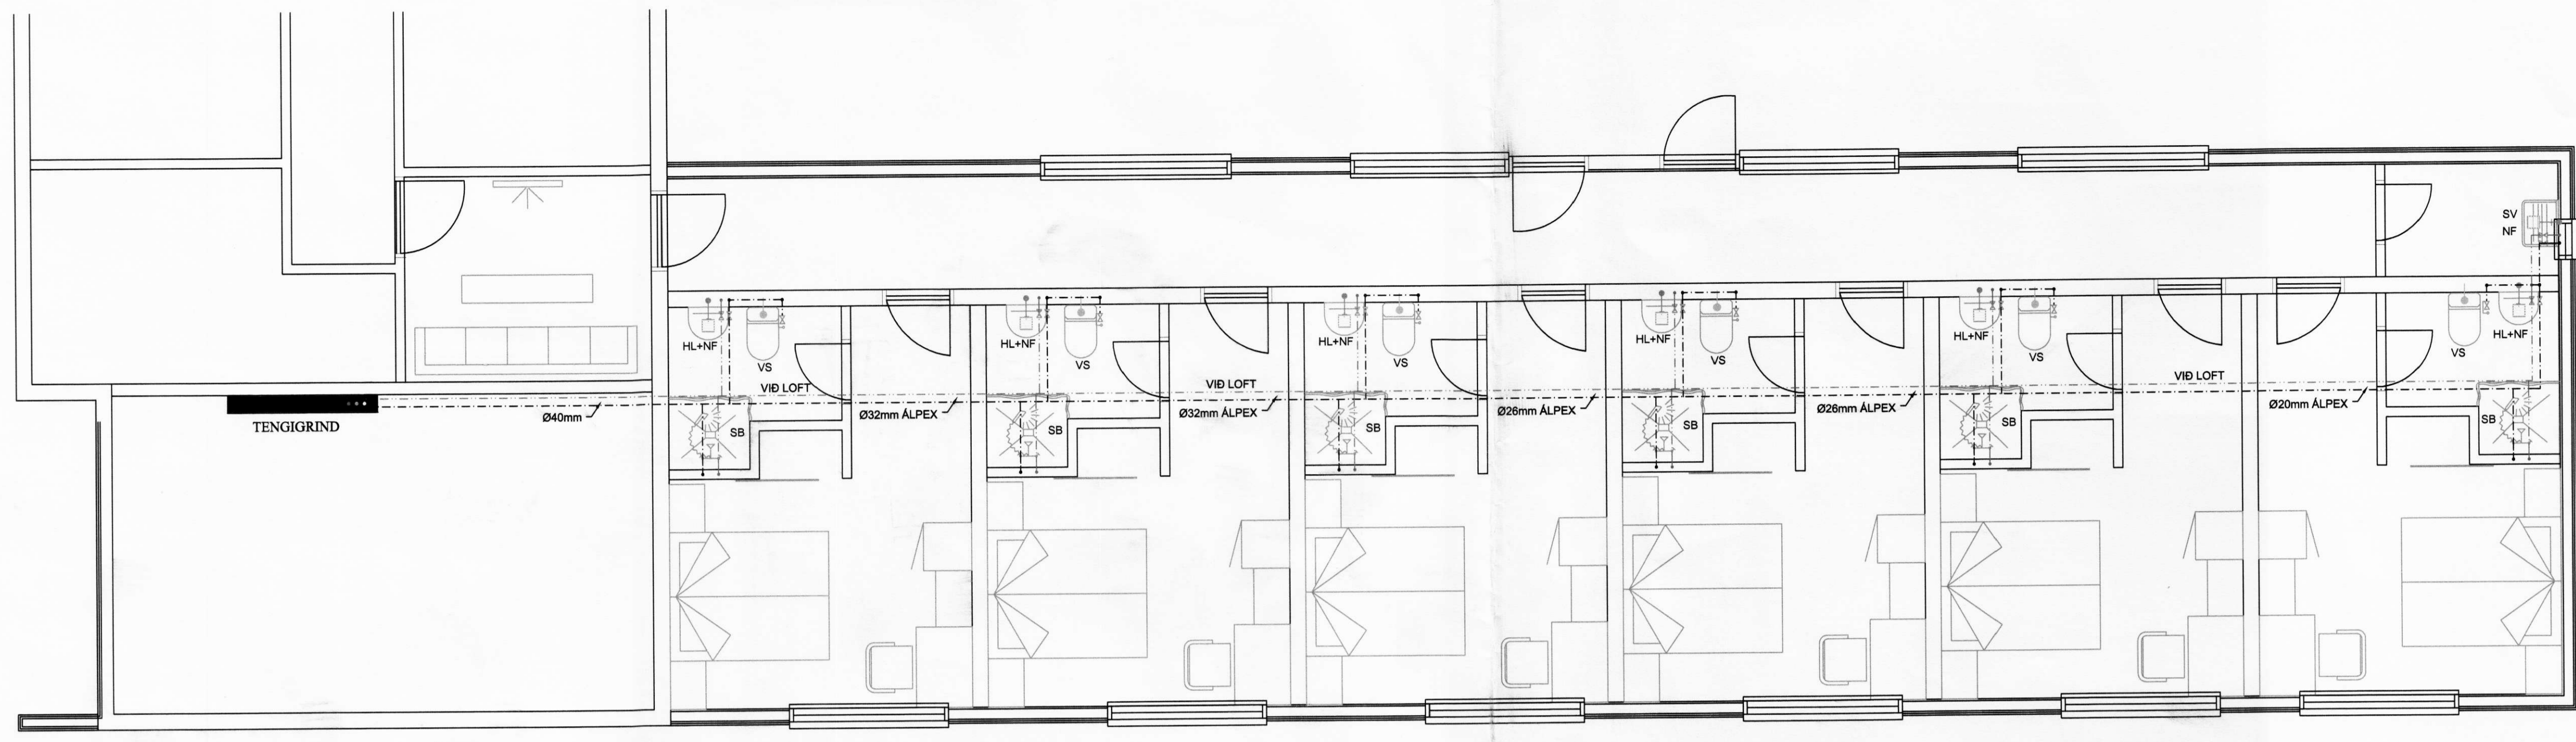 SV
NF
HL+NF
VS
HL+NF
VS
HL+NF
VS
HL+NF
VS
HL+NF
VS
VS
HL+NF
VIÐ LOFT
VIÐ LOFT
VIÐ LOFT
TENGIGRIND
Ø40mm
Ø32mm ÁLPEX
Ø32mm ÁLPEX
Ø26mm ÁLPEX
Ø26mm ÁLPEX
Ø20mm ÁLPEX
SB
SB
SB
SB
SB
SB